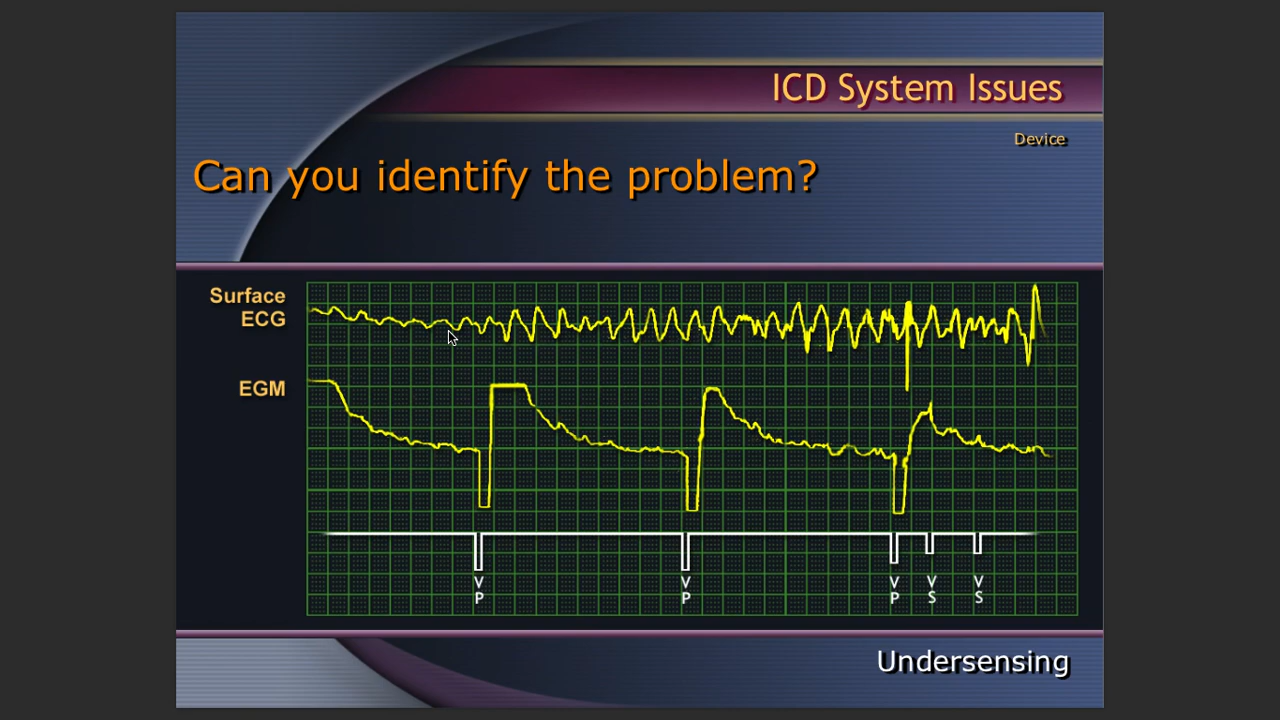 ICD System Issues
Device
Can you identify the problem?
Surface
ECG
EGM
V V V V V
P P P S S
Undersensing